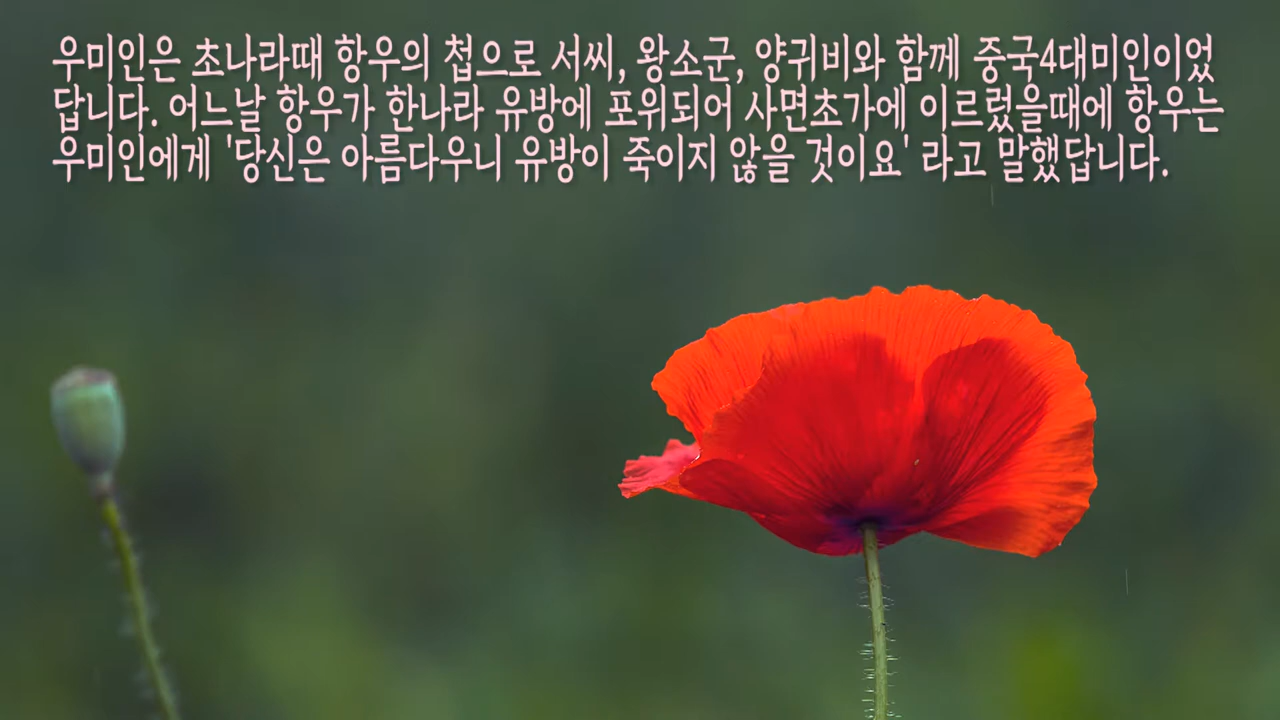 우미인은 초나라때 항우의 첩으로 서씨, 왕소군, 양귀비와 함께 중국4대미인이었
답니다. 어느날 항우가 한나라 유방에 포위되어 사면초가에 이르렀을때에 항우는
우미인에게 '당신은 아름다우니 유방이 죽이지 않을 것이요' 라고 말했답니다.